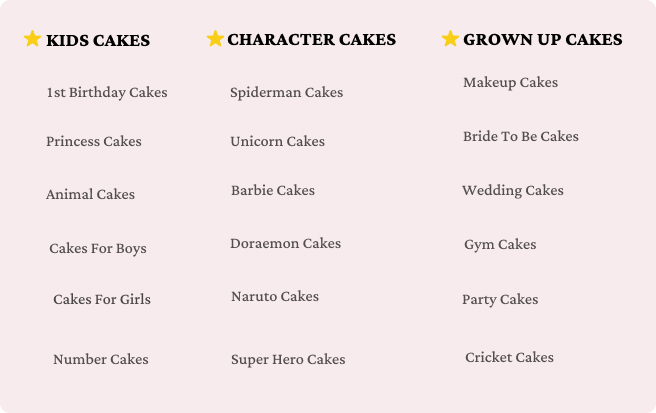 KIDS CAKES
1st Birthday Cakes
Princess Cakes
Animal Cakes
Cakes For Boys
Cakes For Girls
Number Cakes
CHARACTER CAKES
Spiderman Cakes
Unicorn Cakes
Barbie Cakes
Doraemon Cakes
Naruto Cakes
Super Hero Cakes
GROWN UP CAKES
Makeup Cakes
Bride To Be Cakes
Wedding Cakes
Gym Cakes
Party Cakes
Cricket Cakes